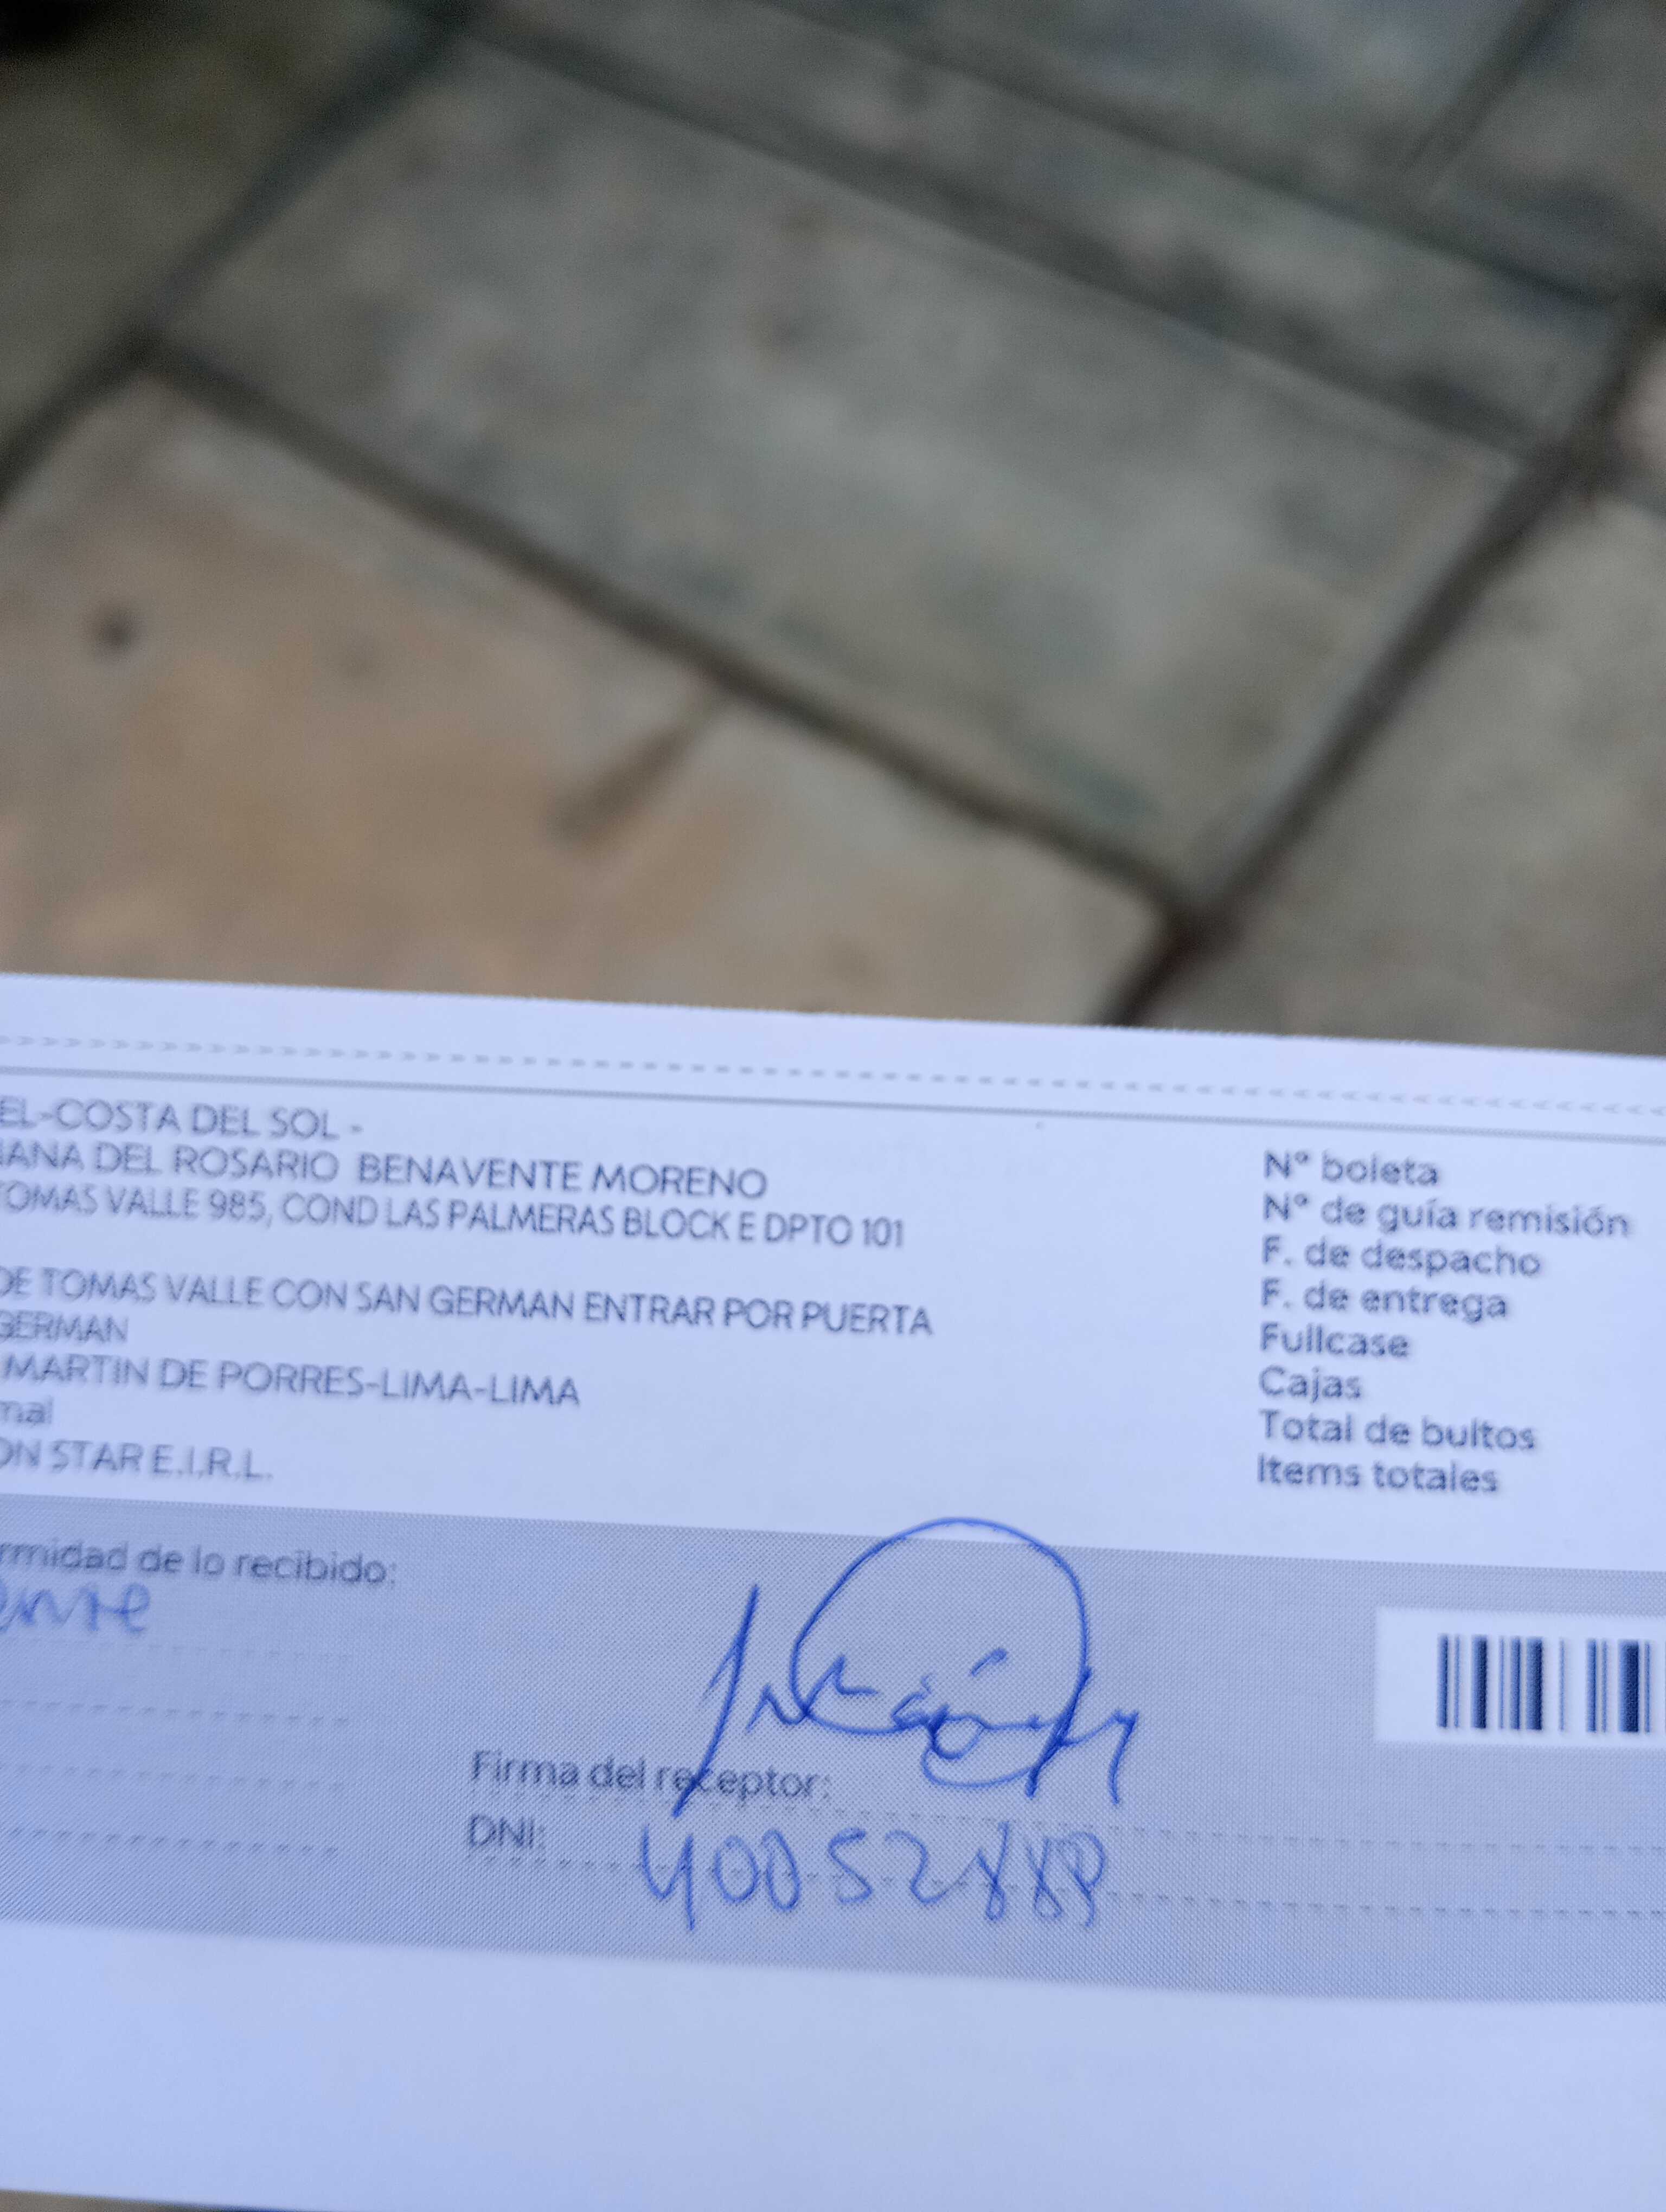 EL-COSTA DEL SOL -
IANA DEL ROSARIO BENAVENTE MORENO
TOMAS VALLE 985, COND LAS PALMERAS BLOCK E DPTO 101
DE TOMAS VALLE CON SAN GERMAN ENTRAR POR PUERTA
GERMAN
MARTIN DE PORRES-LIMA-LIMA
mal
ON STAR E.I.R.L.
N° boleta
N° de guía remisión
F. de despacho
F. de entrega
Fullcase
Cajas
Total de bultos
Items totales
rmidad de lo recibido:
ente
Firma del receptor:
DNI: 40052889